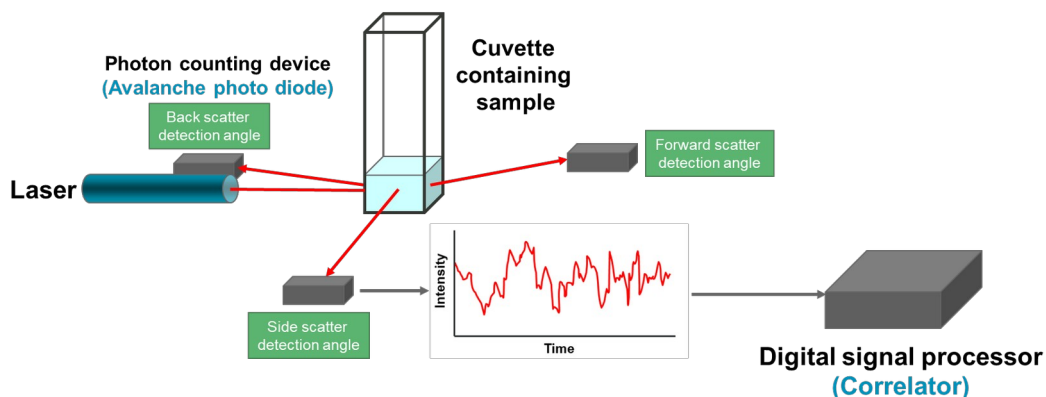 Photon counting device
(Avalanche photo diode)
Back scatter
detection angle
Cuvette
containing
sample
Forward scatter
detection angle
Laser
Side scatter
detection angle
Intensity
Time
Digital signal processor
(Correlator)